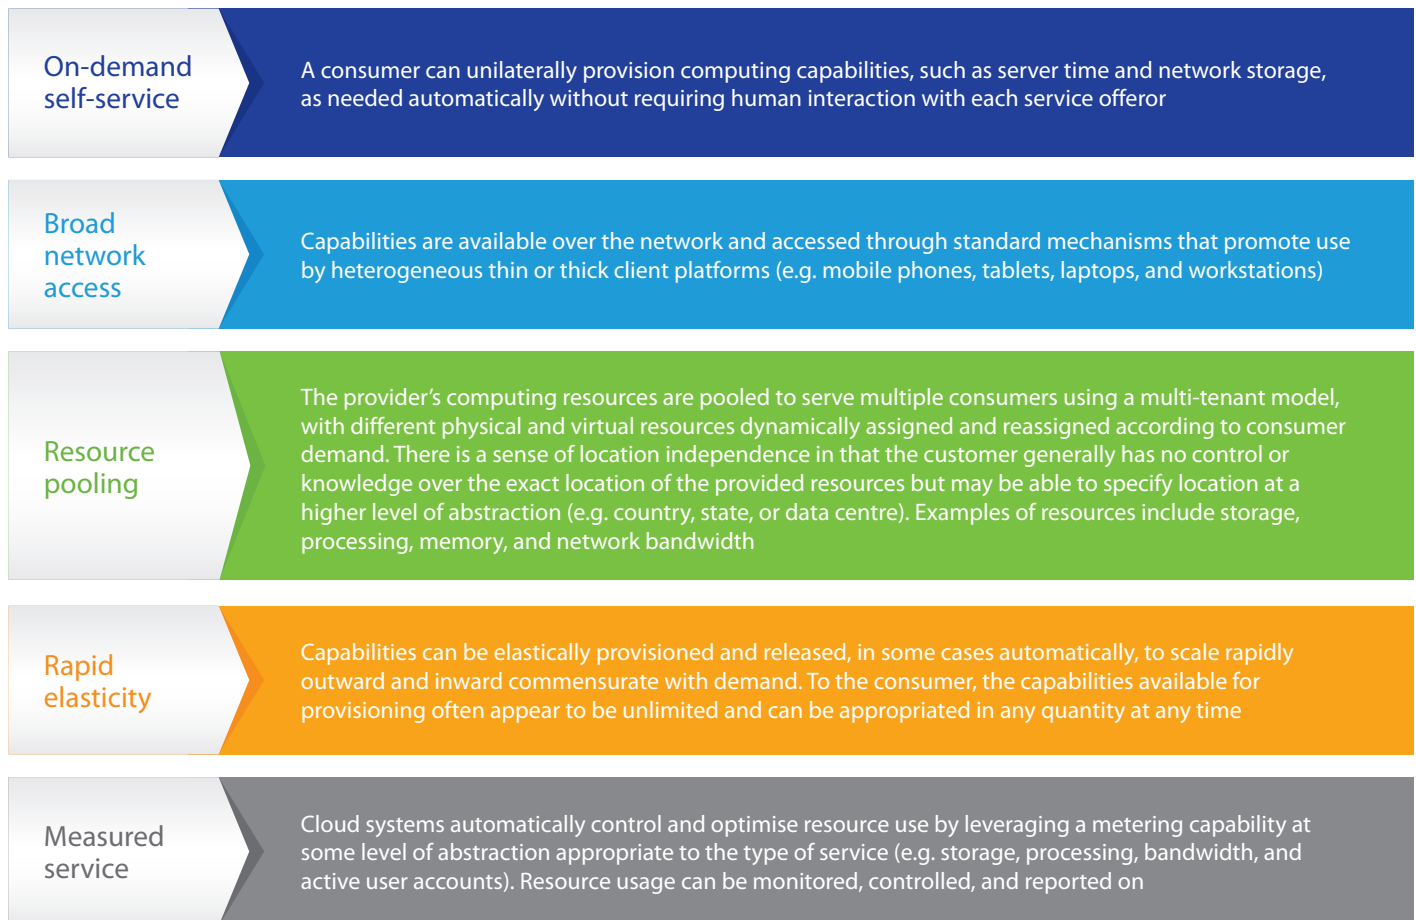 On-demand
self-service
A consumer can unilaterally provision computing capabilities, such as server time and network storage,
as needed automatically without requiring human interaction with each service offeror
Broad
network
access
Capabilities are available over the network and accessed through standard mechanisms that promote use
by heterogeneous thin or thick client platforms (e.g. mobile phones, tablets, laptops, and workstations)
Resource
pooling
The provider’s computing resources are pooled to serve multiple consumers using a multi-tenant model,
with different physical and virtual resources dynamically assigned and reassigned according to consumer
demand. There is a sense of location independence in that the customer generally has no control or
knowledge over the exact location of the provided resources but may be able to specify location at a
higher level of abstraction (e.g. country, state, or data centre). Examples of resources include storage,
processing, memory, and network bandwidth
Rapid
elasticity
Capabilities can be elastically provisioned and released, in some cases automatically, to scale rapidly
outward and inward commensurate with demand. To the consumer, the capabilities available for
provisioning often appear to be unlimited and can be appropriated in any quantity at any time
Measured
service
Cloud systems automatically control and optimise resource use by leveraging a metering capability at
some level of abstraction appropriate to the type of service (e.g. storage, processing, bandwidth, and
active user accounts). Resource usage can be monitored, controlled, and reported on